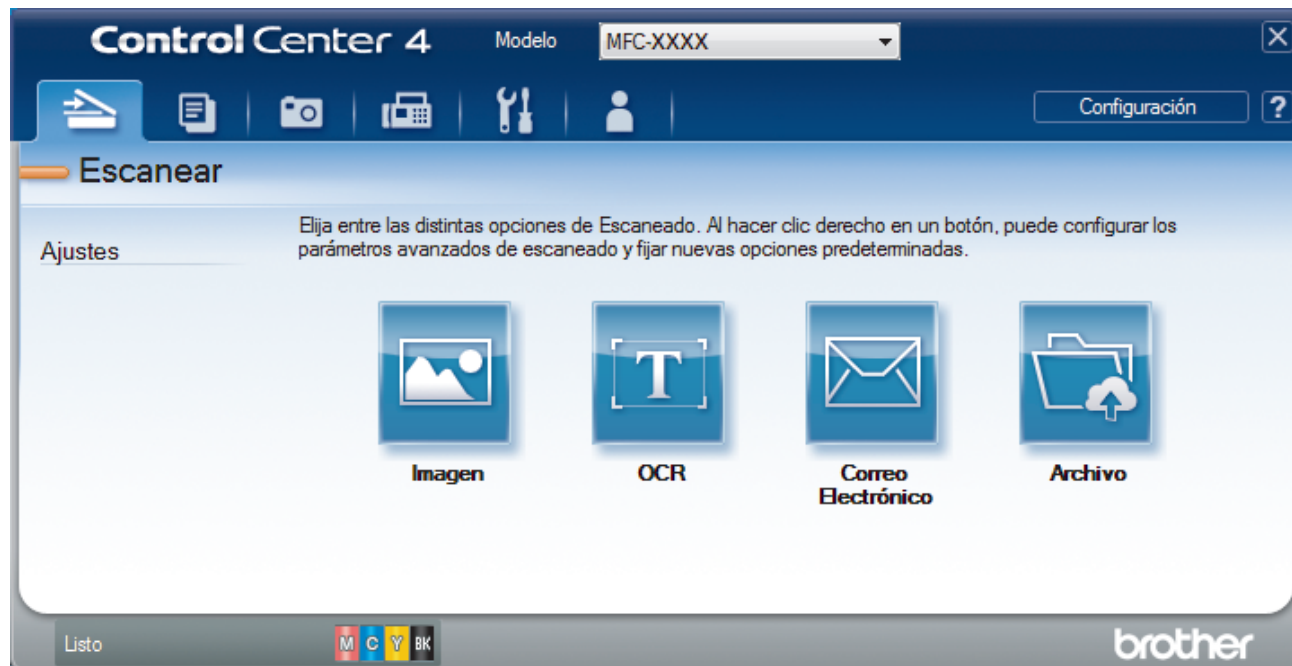 Control Center 4
Modelo
MFC-XXXX
Configuración
?
Escanear
Ajustes
Elija entre las distintas opciones de Escaneado. Al hacer clic derecho en un botón, puede configurar los
parámetros avanzados de escaneado y fijar nuevas opciones predeterminadas.
T
Imagen
OCR
Correo
Electrónico
Archivo
Listo
M C Y BK
brother